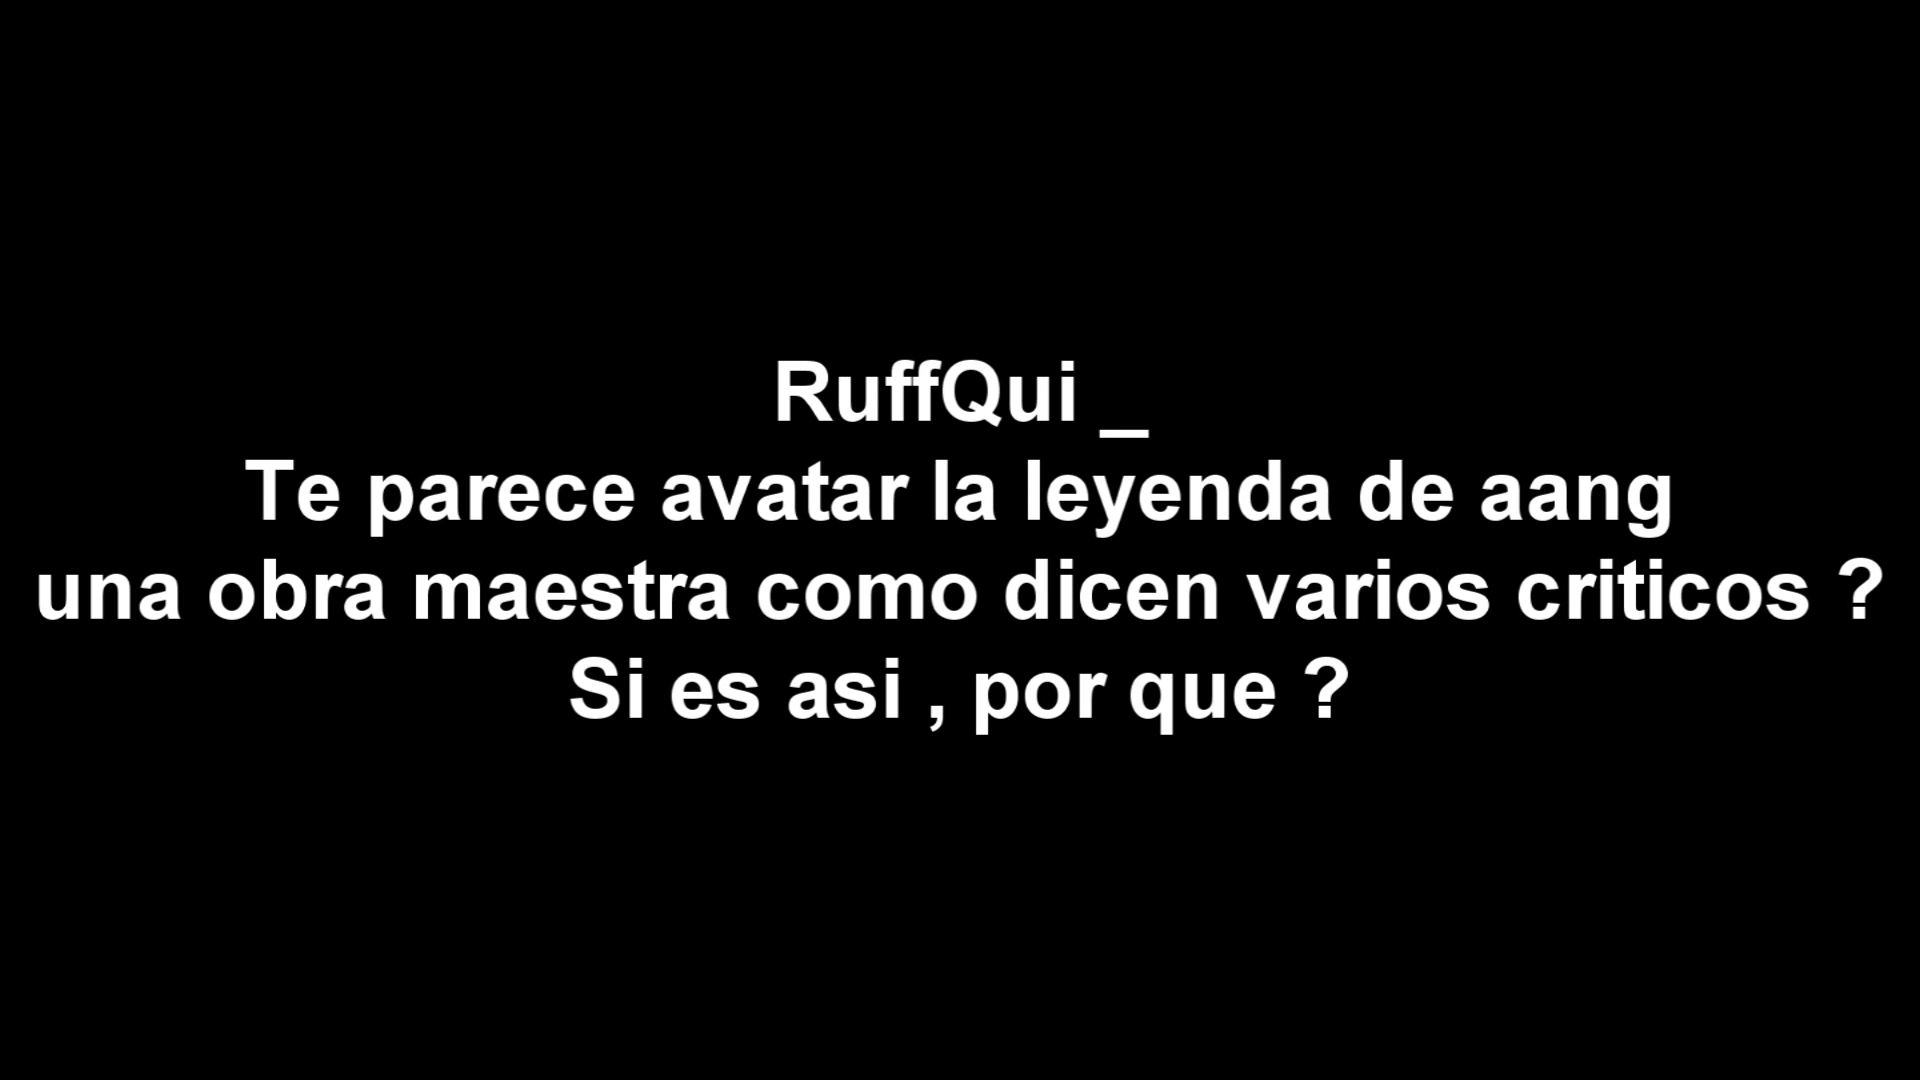 RuffQui _
Te parece avatar la leyenda de aang
una obra maestra como dicen varios criticos ?
Si es asi , por que ?